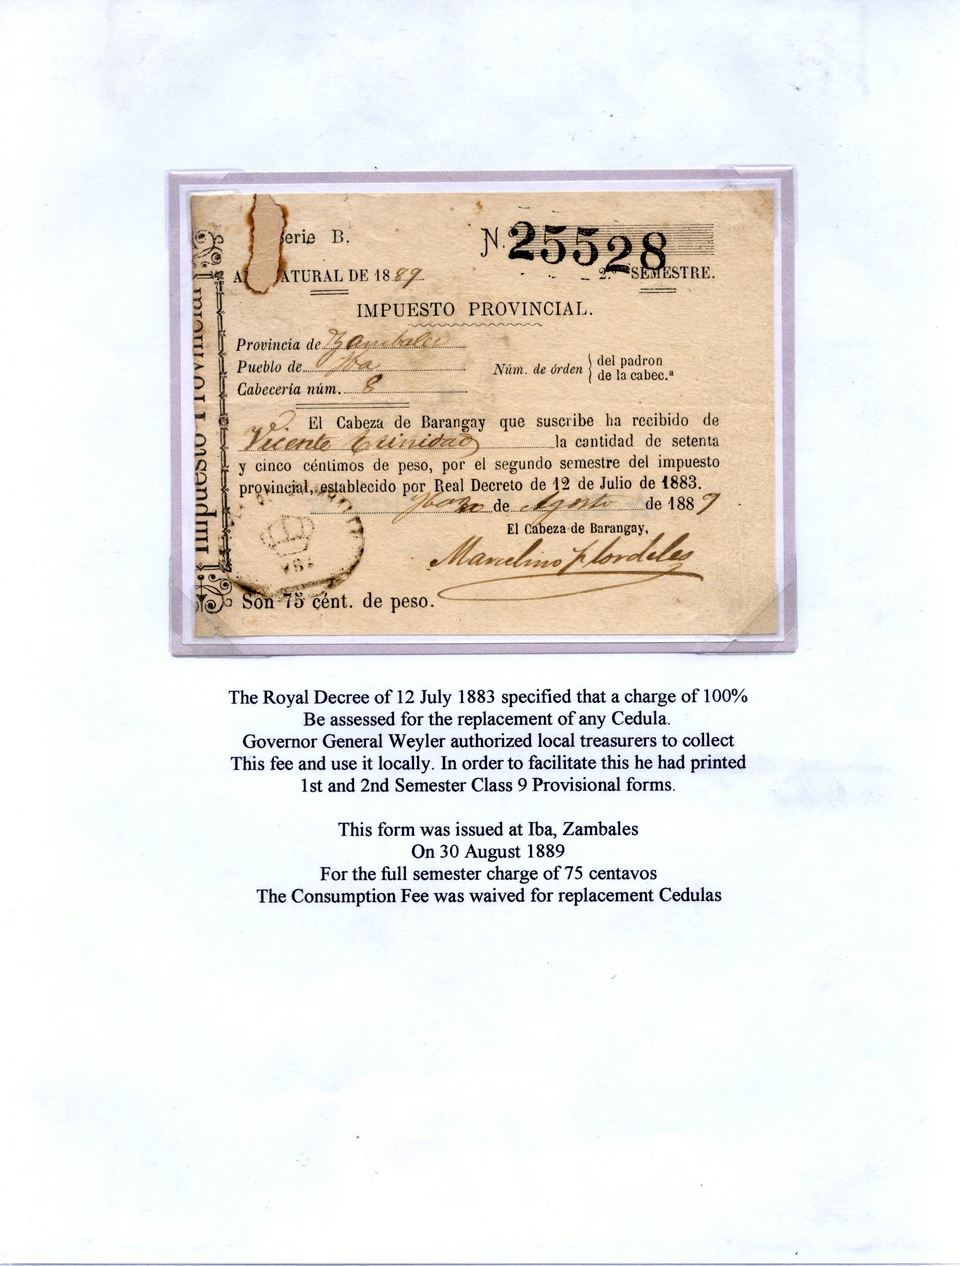 Serie B. N. 25528
A NATURAL DE 1889 2.º SEMESTRE.
IMPUESTO PROVINCIAL.
Provincia de Zambales
Pueblo de Iba
Cabecería núm. 8
Núm. de órden { del padron
de la cabec.ª
El Cabeza de Barangay que suscribe ha recibido de
Vicente Trinidad la cantidad de setenta
y cinco céntimos de peso, por el segundo semestre del impuesto
provincial, establecido por Real Decreto de 12 de Julio de 1883.
Iba 30 de Agosto de 1889
El Cabeza de Barangay,
Marcelino Flordeles
Son 75 cént. de peso.
Impuesto Provincial
IBA
The Royal Decree of 12 July 1883 specified that a charge of 100%
Be assessed for the replacement of any Cedula.
Governor General Weyler authorized local treasurers to collect
This fee and use it locally. In order to facilitate this he had printed
1st and 2nd Semester Class 9 Provisional forms.
This form was issued at Iba, Zambales
On 30 August 1889
For the full semester charge of 75 centavos
The Consumption Fee was waived for replacement Cedulas